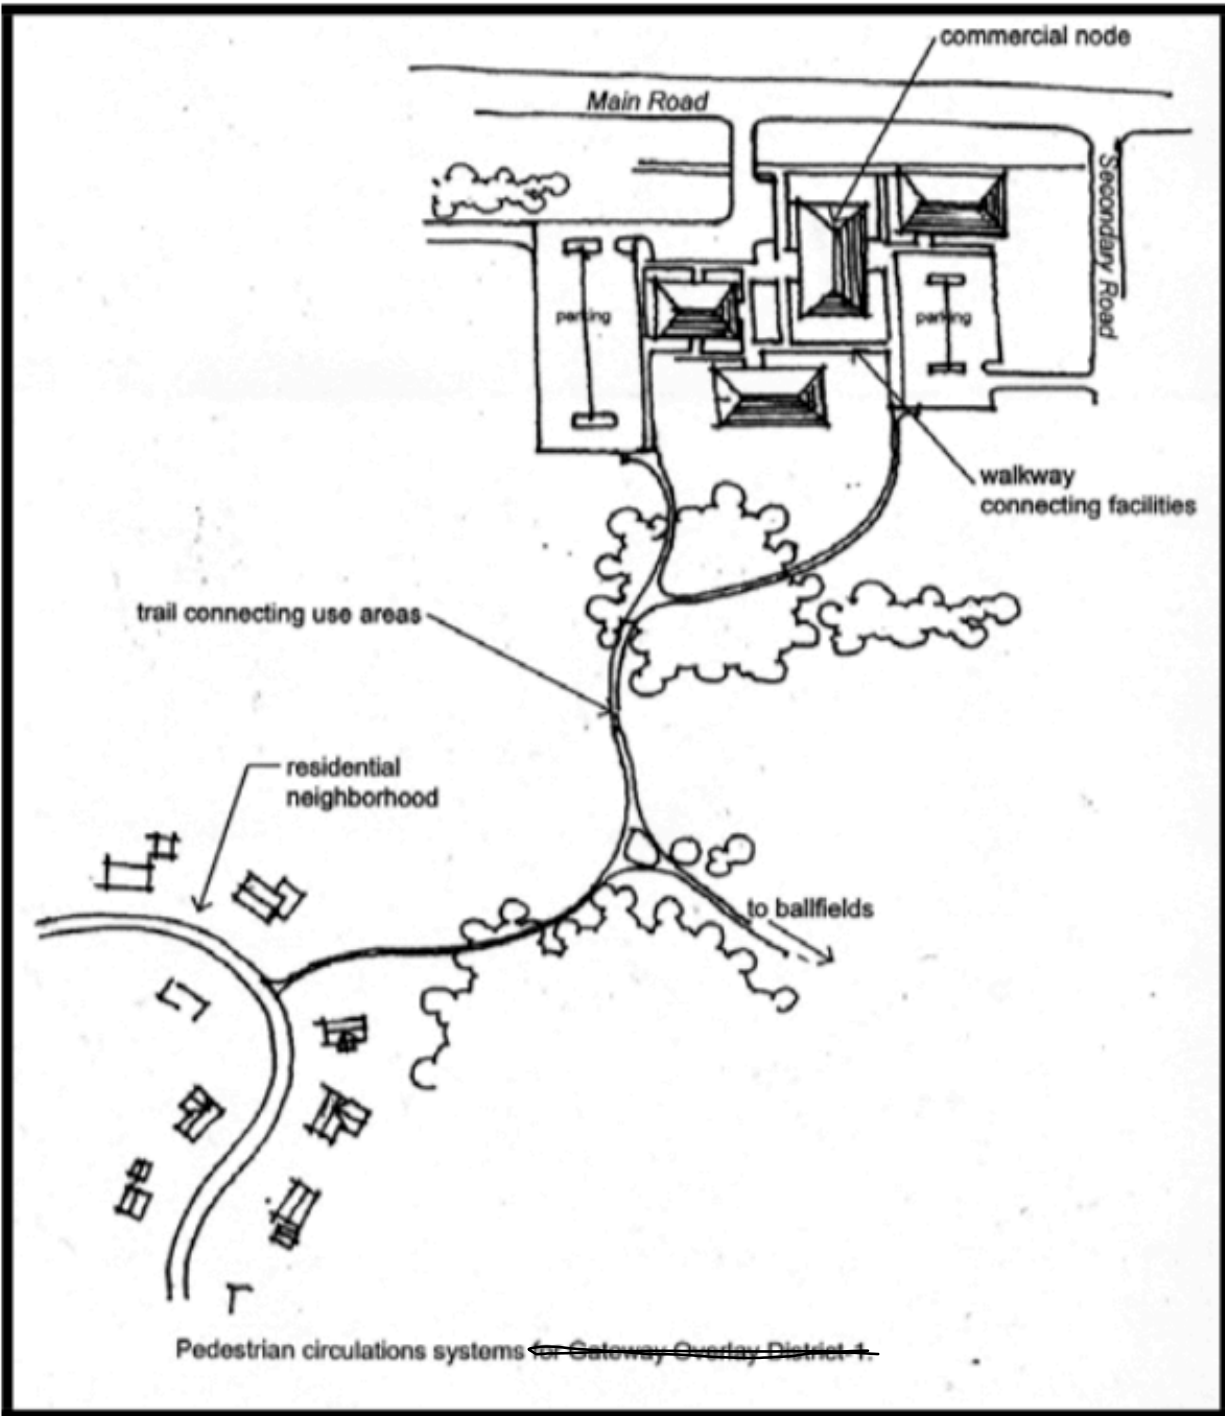 commercial node
Main Road
Secondary Road
parking
parking
walkway
connecting facilities
trail connecting use areas
residential
neighborhood
to ballfields
Pedestrian circulations systems for Gateway Overlay District-1.